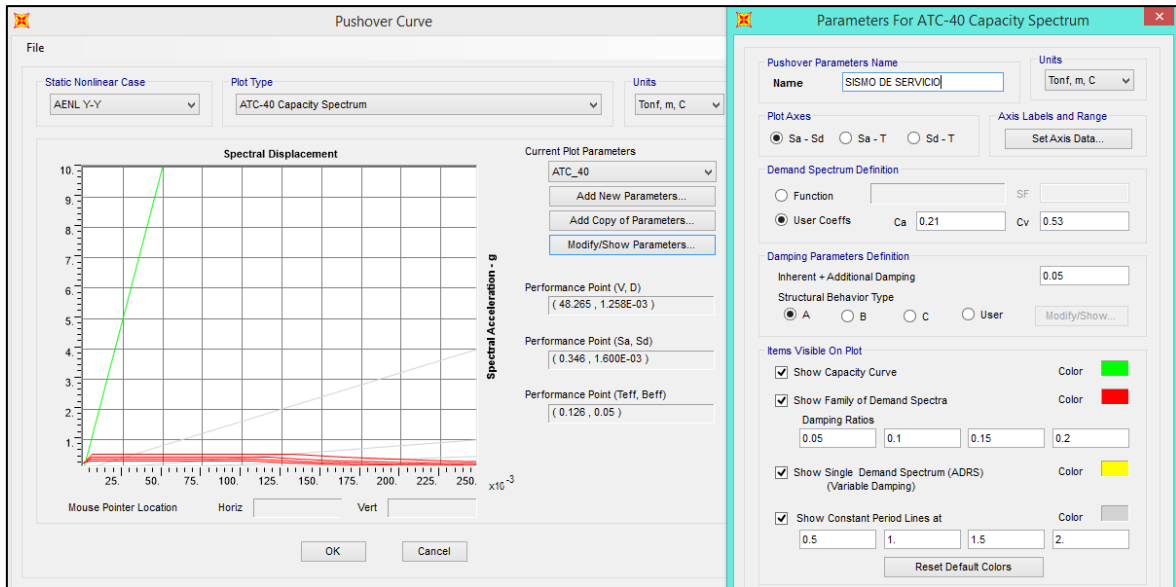 Pushover Curve
File
Static Nonlinear Case
AENL Y-Y
Plot Type
ATC-40 Capacity Spectrum
Units
Tonf, m, C
Spectral Displacement
10.
9.
8.
7.
6.
5.
4.
3.
2.
1.
25. 50. 75. 100. 125. 150. 175. 200. 225. 250. x10 -3
Spectral Acceleration - g
Mouse Pointer Location Horiz Vert
Current Plot Parameters
ATC_40
Add New Parameters...
Add Copy of Parameters...
Modify/Show Parameters...
Performance Point (V, D)
( 48.265 , 1.258E-03 )
Performance Point (Sa, Sd)
( 0.346 , 1.600E-03 )
Performance Point (Teff, Beff)
( 0.126 , 0.05 )
OK Cancel
Parameters For ATC-40 Capacity Spectrum
Pushover Parameters Name
Name SISMO DE SERVICIO
Units
Tonf, m, C
Plot Axes
Sa - Sd Sa - T Sd - T
Axis Labels and Range
Set Axis Data...
Demand Spectrum Definition
Function SF
User Coeffs Ca 0.21 Cv 0.53
Damping Parameters Definition
Inherent + Additional Damping 0.05
Structural Behavior Type
A B C User Modify/Show...
Items Visible On Plot
Show Capacity Curve Color
Show Family of Demand Spectra Color
Damping Ratios
0.05 0.1 0.15 0.2
Show Single Demand Spectrum (ADRS) Color
(Variable Damping)
Show Constant Period Lines at Color
0.5 1. 1.5 2.
Reset Default Colors